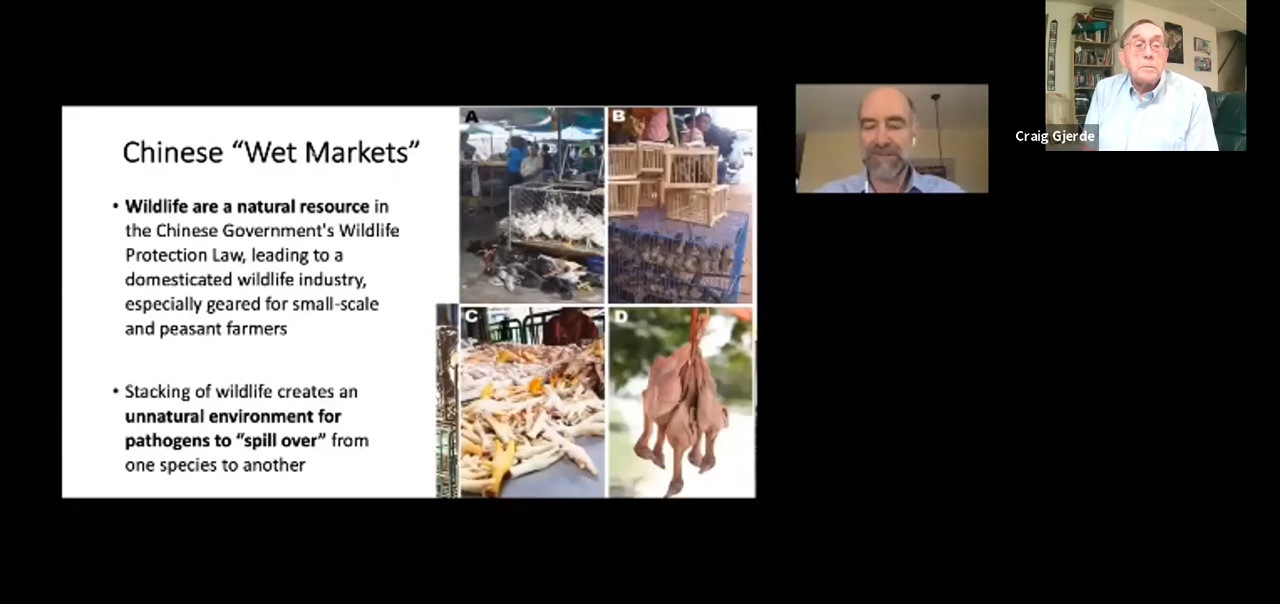 Chinese “Wet Markets”
• Wildlife are a natural resource in
the Chinese Government's Wildlife
Protection Law, leading to a
domesticated wildlife industry,
especially geared for small-scale
and peasant farmers
• Stacking of wildlife creates an
unnatural environment for
pathogens to “spill over” from
one species to another
A
B
C
D
Craig Gjerde